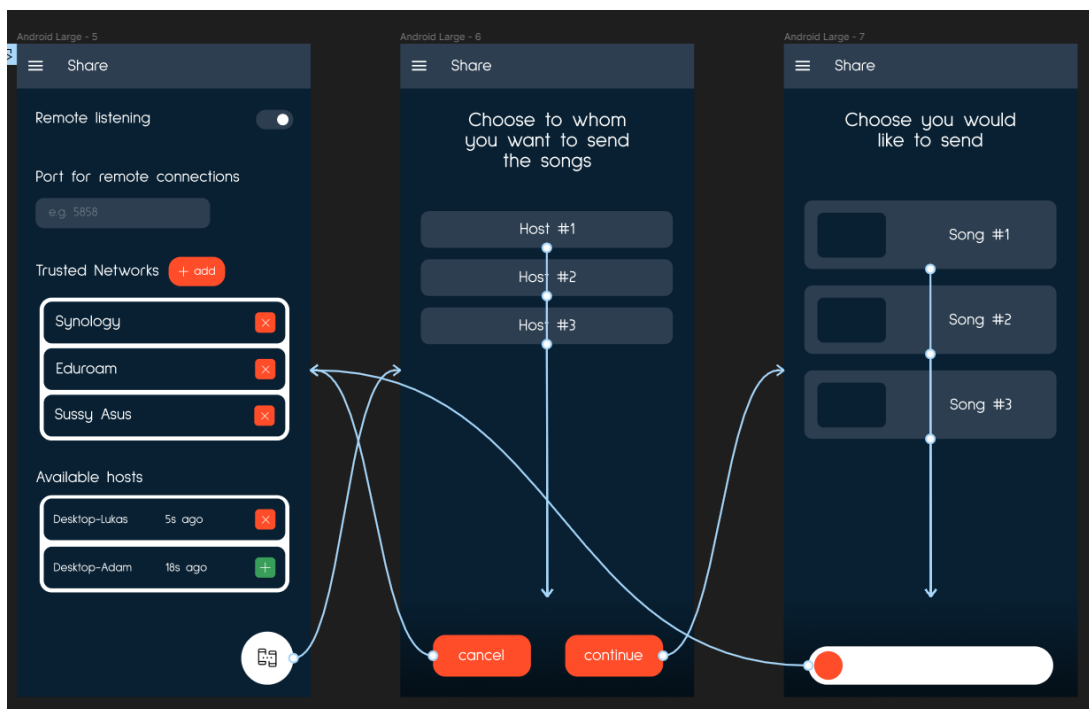 Android Large - 5
Share
Remote listening
Port for remote connections
e.g. 5858
Trusted Networks
+ add
Synology
Eduroam
Sussy Asus
Available hosts
Desktop-Lukas 5s ago
Desktop-Adam 18s ago
Android Large - 6
Share
Choose to whom
you want to send
the songs
Host #1
Host #2
Host #3
cancel
continue
Android Large - 7
Share
Choose you would
like to send
Song #1
Song #2
Song #3